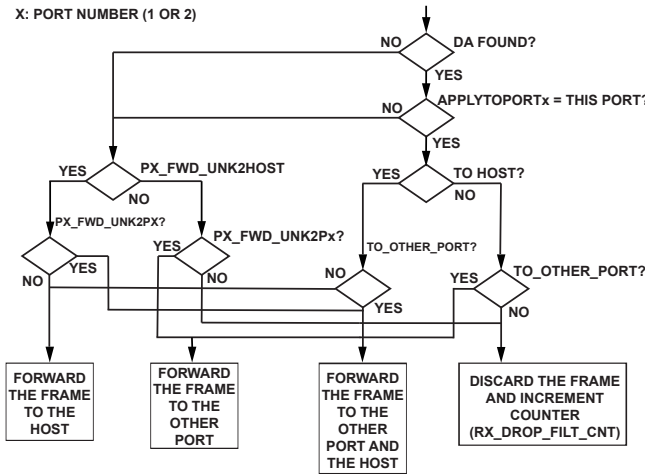 X: PORT NUMBER (1 OR 2)
NO
DA FOUND?
YES
NO
APPLYTOPORTx = THIS PORT?
YES
YES
PX_FWD_UNK2HOST
NO
YES
TO HOST?
NO
PX_FWD_UNK2PX?
YES
NO
YES
PX_FWD_UNK2Px?
NO
TO_OTHER_PORT?
NO
YES
YES
TO_OTHER_PORT?
NO
FORWARD
THE FRAME
TO THE
HOST
FORWARD
THE FRAME
TO THE
OTHER
PORT
FORWARD
THE FRAME
TO THE
OTHER
PORT AND
THE HOST
DISCARD THE FRAME
AND INCREMENT
COUNTER
(RX_DROP_FILT_CNT)